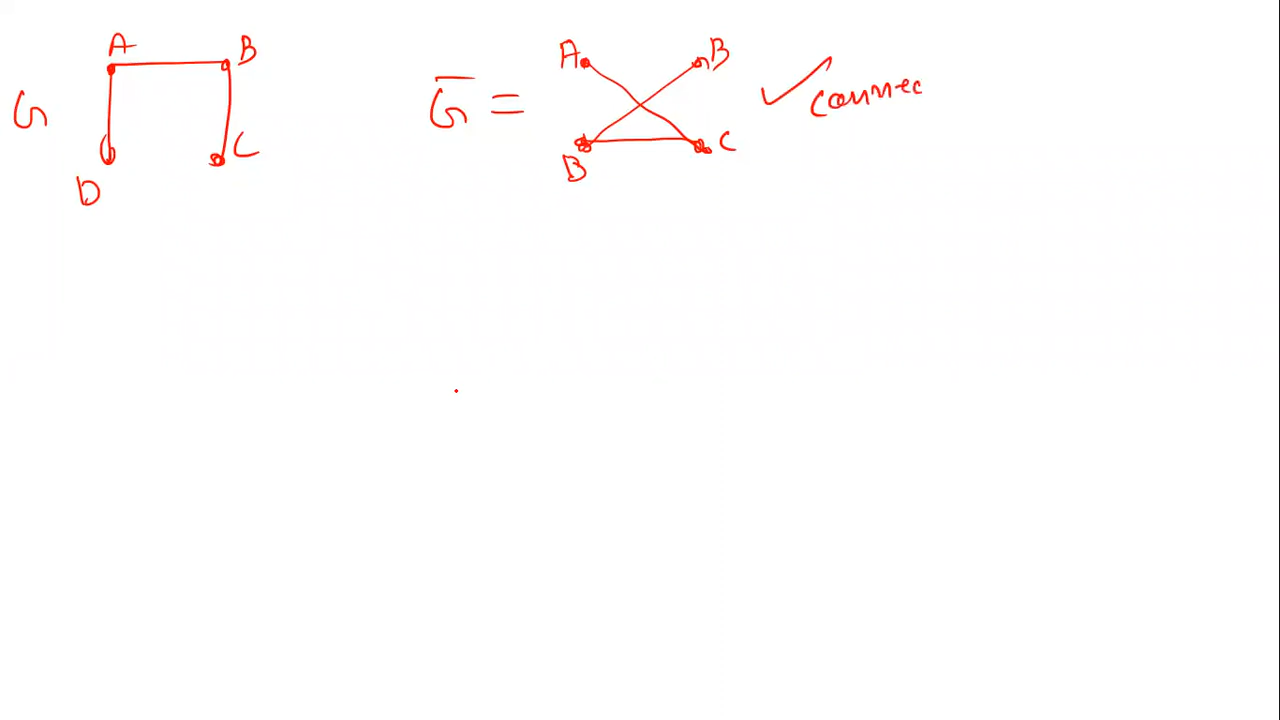 A B
G
D C
G̅ =
A B
B C
✓ connec